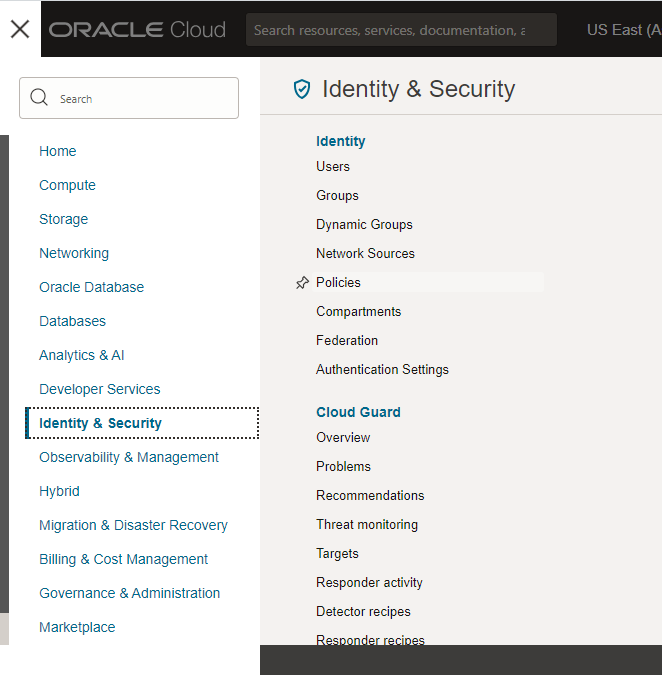 ORACLE Cloud
Search resources, services, documentation, a
US East (A
Search
Home
Compute
Storage
Networking
Oracle Database
Databases
Analytics & AI
Developer Services
Identity & Security
Observability & Management
Hybrid
Migration & Disaster Recovery
Billing & Cost Management
Governance & Administration
Marketplace
Identity & Security
Identity
Users
Groups
Dynamic Groups
Network Sources
Policies
Compartments
Federation
Authentication Settings
Cloud Guard
Overview
Problems
Recommendations
Threat monitoring
Targets
Responder activity
Detector recipes
Responder recipes